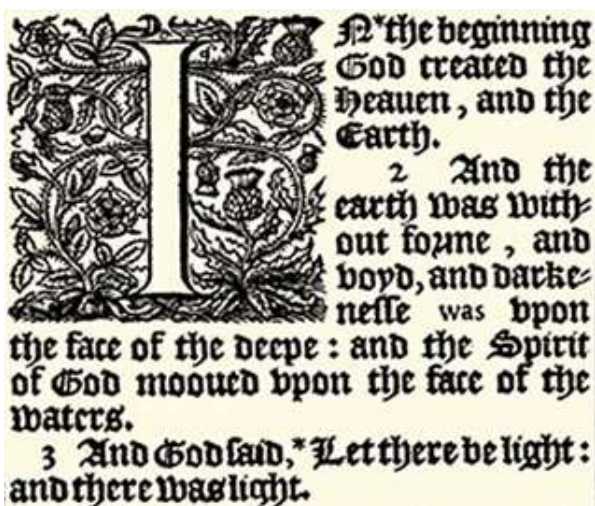 IN*the beginning
God created the
Heauen, and the
Earth.
2 And the
earth was with-
out forme, and
voyd, and darke-
nesse was vpon
the face of the deepe: and the Spirit
of God mooued vpon the face of the
waters.
3 And God said,* Let there be light:
and there was light.